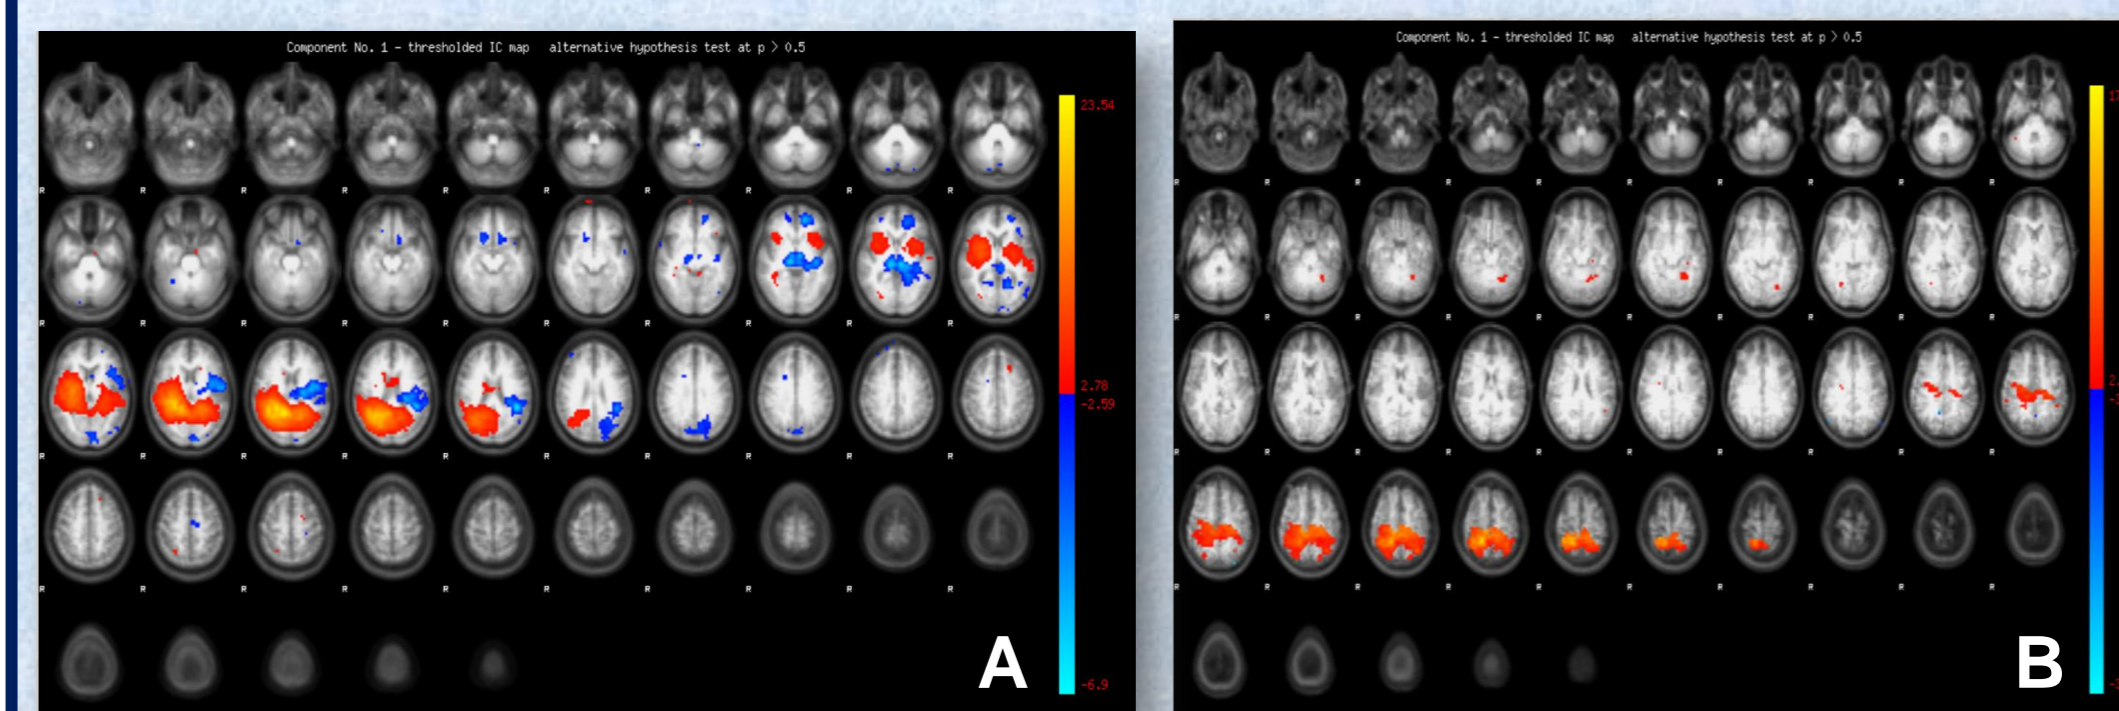 Component No. 1 - thresholded IC map alternative hypothesis test at p > 0.5
23.54
2.78
-2.59
-6.9
R R R R R R R R R R
R R R R R R R R R R
R R R R R R R R R R
R R R R R R R R R R
A
Component No. 1 - thresholded IC map alternative hypothesis test at p > 0.5
R R R R R R R R R R
R R R R R R R R R R
R R R R R R R R R R
R R R R R R R R R R
B